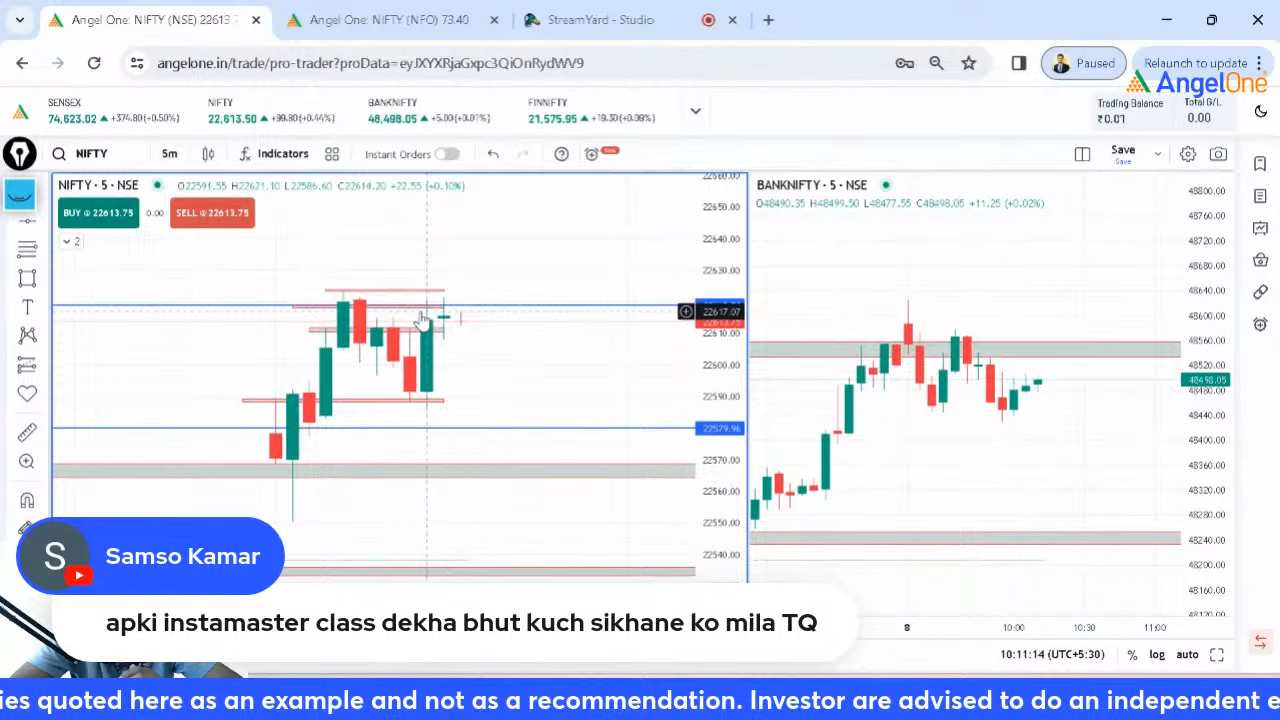 Angel One: NIFTY (NSE) 22613.7
Angel One: NIFTY (NFO) 73.40
StreamYard - Studio
angelone.in/trade/pro-trader?proData=eyJXYXRjaGxpc3QiOnRydWV9
Paused
Relaunch to update
AngelOne
SENSEX
74,623.02 +374.80(+0.50%)
NIFTY
22,613.50 +99.80(+0.44%)
BANKNIFTY
48,498.05 +5.00(+0.01%)
FINNIFTY
21,575.95 +19.30(+0.09%)
Trading Balance
₹0.01
Total G/L
0.00
NIFTY
5m
Indicators
Instant Orders
New
Save
Save
NIFTY · 5 · NSE
O22591.55 H22621.10 L22586.60 C22614.20 +22.55 (+0.10%)
BUY @ 22613.75
0.00
SELL @ 22613.75
2
22660.00
22650.00
22640.00
22630.00
22617.07
22613.75
22610.00
22600.00
22590.00
22579.96
22570.00
22560.00
22550.00
22540.00
BANKNIFTY · 5 · NSE
O48490.35 H48499.50 L48477.55 C48498.05 +11.25 (+0.02%)
48800.00
48760.00
48720.00
48680.00
48640.00
48600.00
48560.00
48520.00
48498.05
48480.00
48440.00
48400.00
48360.00
48320.00
48280.00
48240.00
48200.00
48160.00
48120.00
8
10:00
10:30
11:00
10:11:14 (UTC+5:30)
%
log
auto
S
Samso Kamar
apki instamaster class dekha bhut kuch sikhane ko mila TQ
ies quoted here as an example and not as a recommendation. Investor are advised to do an independent e